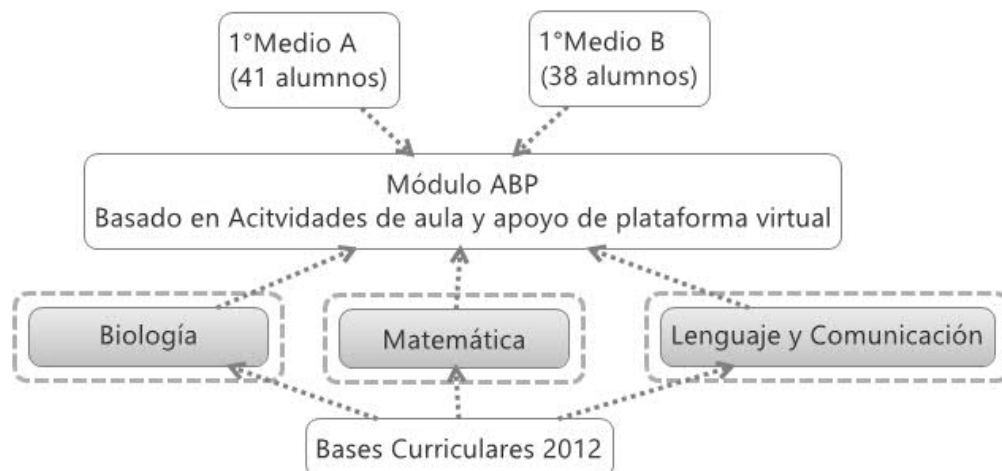 1°Medio A
(41 alumnos)
1°Medio B
(38 alumnos)
Módulo ABP
Basado en Acitvidades de aula y apoyo de plataforma virtual
Biología
Matemática
Lenguaje y Comunicación
Bases Curriculares 2012